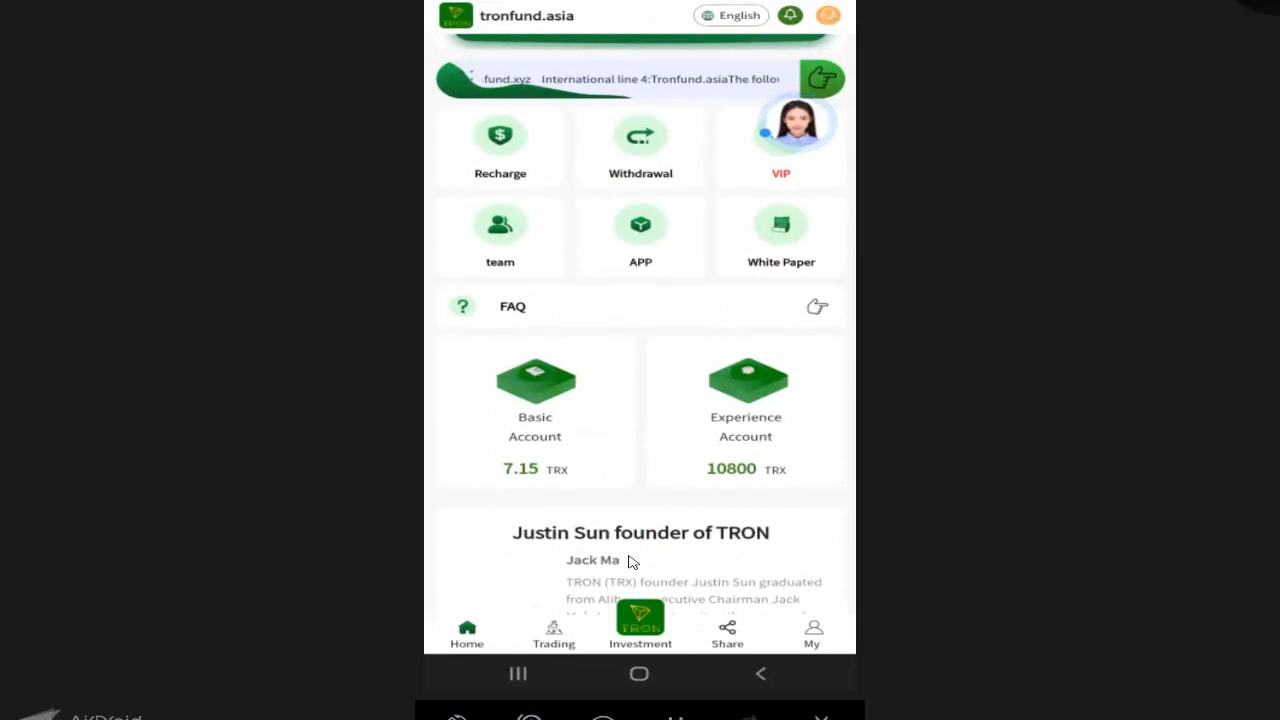 TRON
tronfund.asia
English
fund.xyz International line 4:Tronfund.asiaThe follo
Recharge
Withdrawal
VIP
team
APP
White Paper
? FAQ
Basic
Account
7.15 TRX
Experience
Account
10800 TRX
Justin Sun founder of TRON
Jack Ma
TRON (TRX) founder Justin Sun graduated
from Alib ecutive Chairman Jack
TRON
Home
Trading
Investment
Share
My
AirDroid